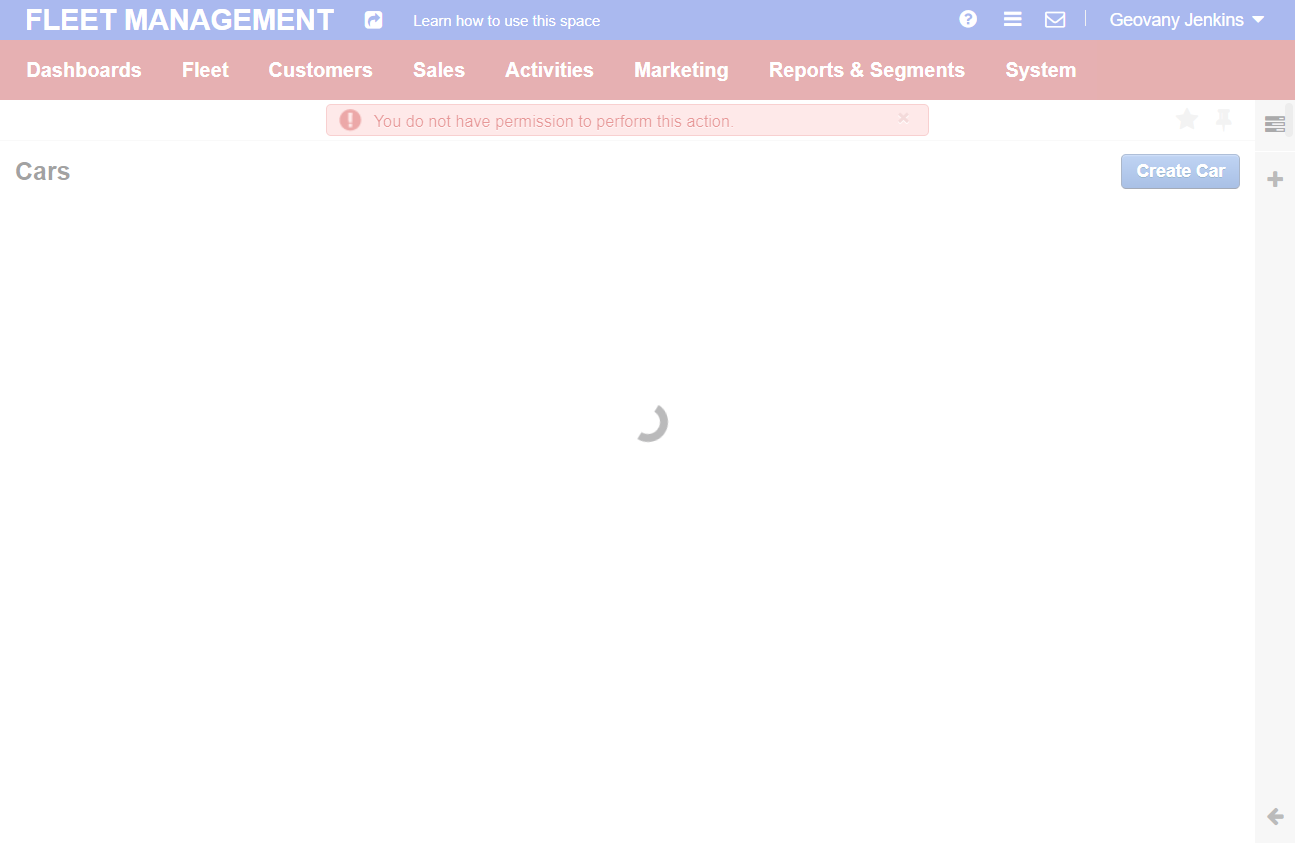 FLEET MANAGEMENT
Learn how to use this space
Geovany Jenkins
Dashboards Fleet Customers Sales Activities Marketing Reports & Segments System
You do not have permission to perform this action.
Cars
Create Car